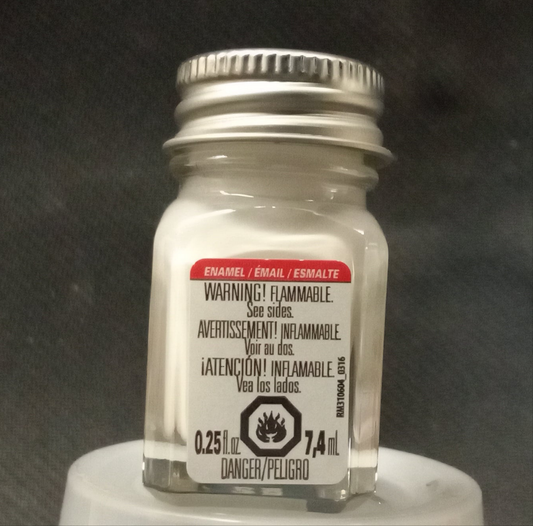 ENAMEL / ÉMAIL / ESMALTE
WARNING! FLAMMABLE.
See sides.
AVERTISSEMENT! INFLAMMABLE.
Voir au dos.
¡ATENCIÓN! INFLAMABLE.
Vea los lados.
RM310604_0316
0.25 fl. oz 7,4 mL
DANGER/PELIGRO